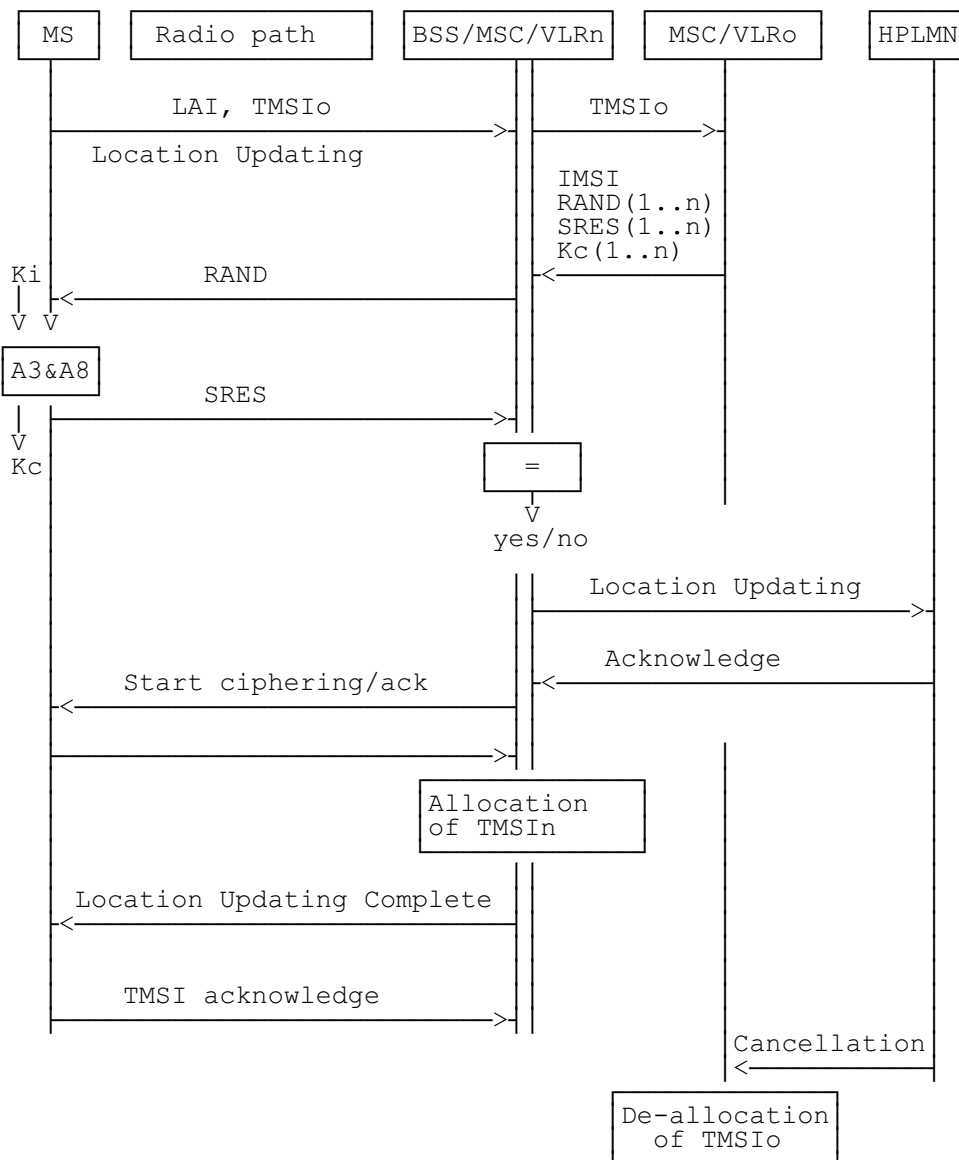 MS Radio path BSS/MSC/VLRn MSC/VLRo HPLMN
LAI, TMSIo TMSIo
Location Updating
IMSI
RAND(1..n)
SRES(1..n)
Kc(1..n)
Ki RAND
V V
A3&A8
SRES
V
Kc
=
V
yes/no
Location Updating
Acknowledge
Start ciphering/ack
Allocation
of TMSIn
Location Updating Complete
TMSI acknowledge
Cancellation
De-allocation
of TMSIo